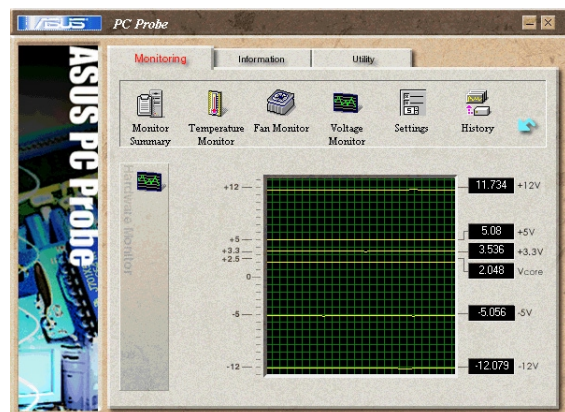 ASUS PC Probe
Monitoring Information Utility
Monitor Summary
Temperature Monitor
Fan Monitor
Voltage Monitor
Settings
History
ASUS PC Probe
Hardware Monitor
+12
+5
+3.3
+2.5
0
-5
-12
11.734 +12V
5.08 +5V
3.536 +3.3V
2.048 Vcore
-5.056 -5V
-12.079 -12V